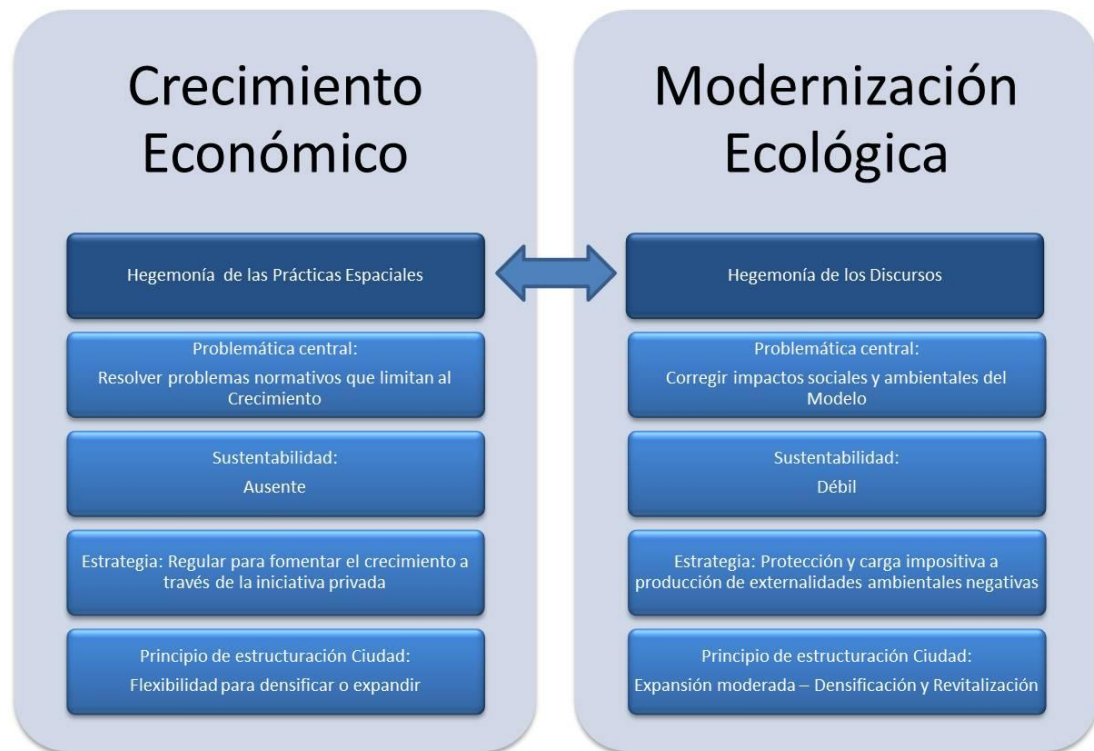 Crecimiento
Económico
Hegemonía de las Prácticas Espaciales
Problemática central:
Resolver problemas normativos que limitan al
Crecimiento
Sustentabilidad:
Ausente
Estrategia: Regular para fomentar el crecimiento a
través de la iniciativa privada
Principio de estructuración Ciudad:
Flexibilidad para densificar o expandir
Modernización
Ecológica
Hegemonía de los Discursos
Problemática central:
Corregir impactos sociales y ambientales del
Modelo
Sustentabilidad:
Débil
Estrategia: Protección y carga impositiva a
producción de externalidades ambientales negativas
Principio de estructuración Ciudad:
Expansión moderada – Densificación y Revitalización